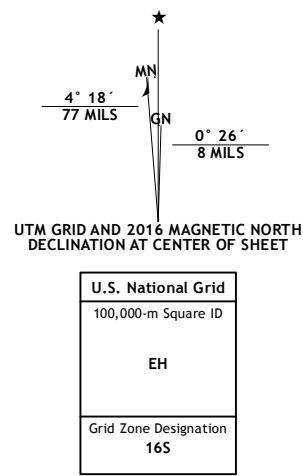 ★
MN
4° 18´
77 MILS
GN
0° 26´
8 MILS
UTM GRID AND 2016 MAGNETIC NORTH
DECLINATION AT CENTER OF SHEET
U.S. National Grid
100,000-m Square ID
EH
Grid Zone Designation
16S